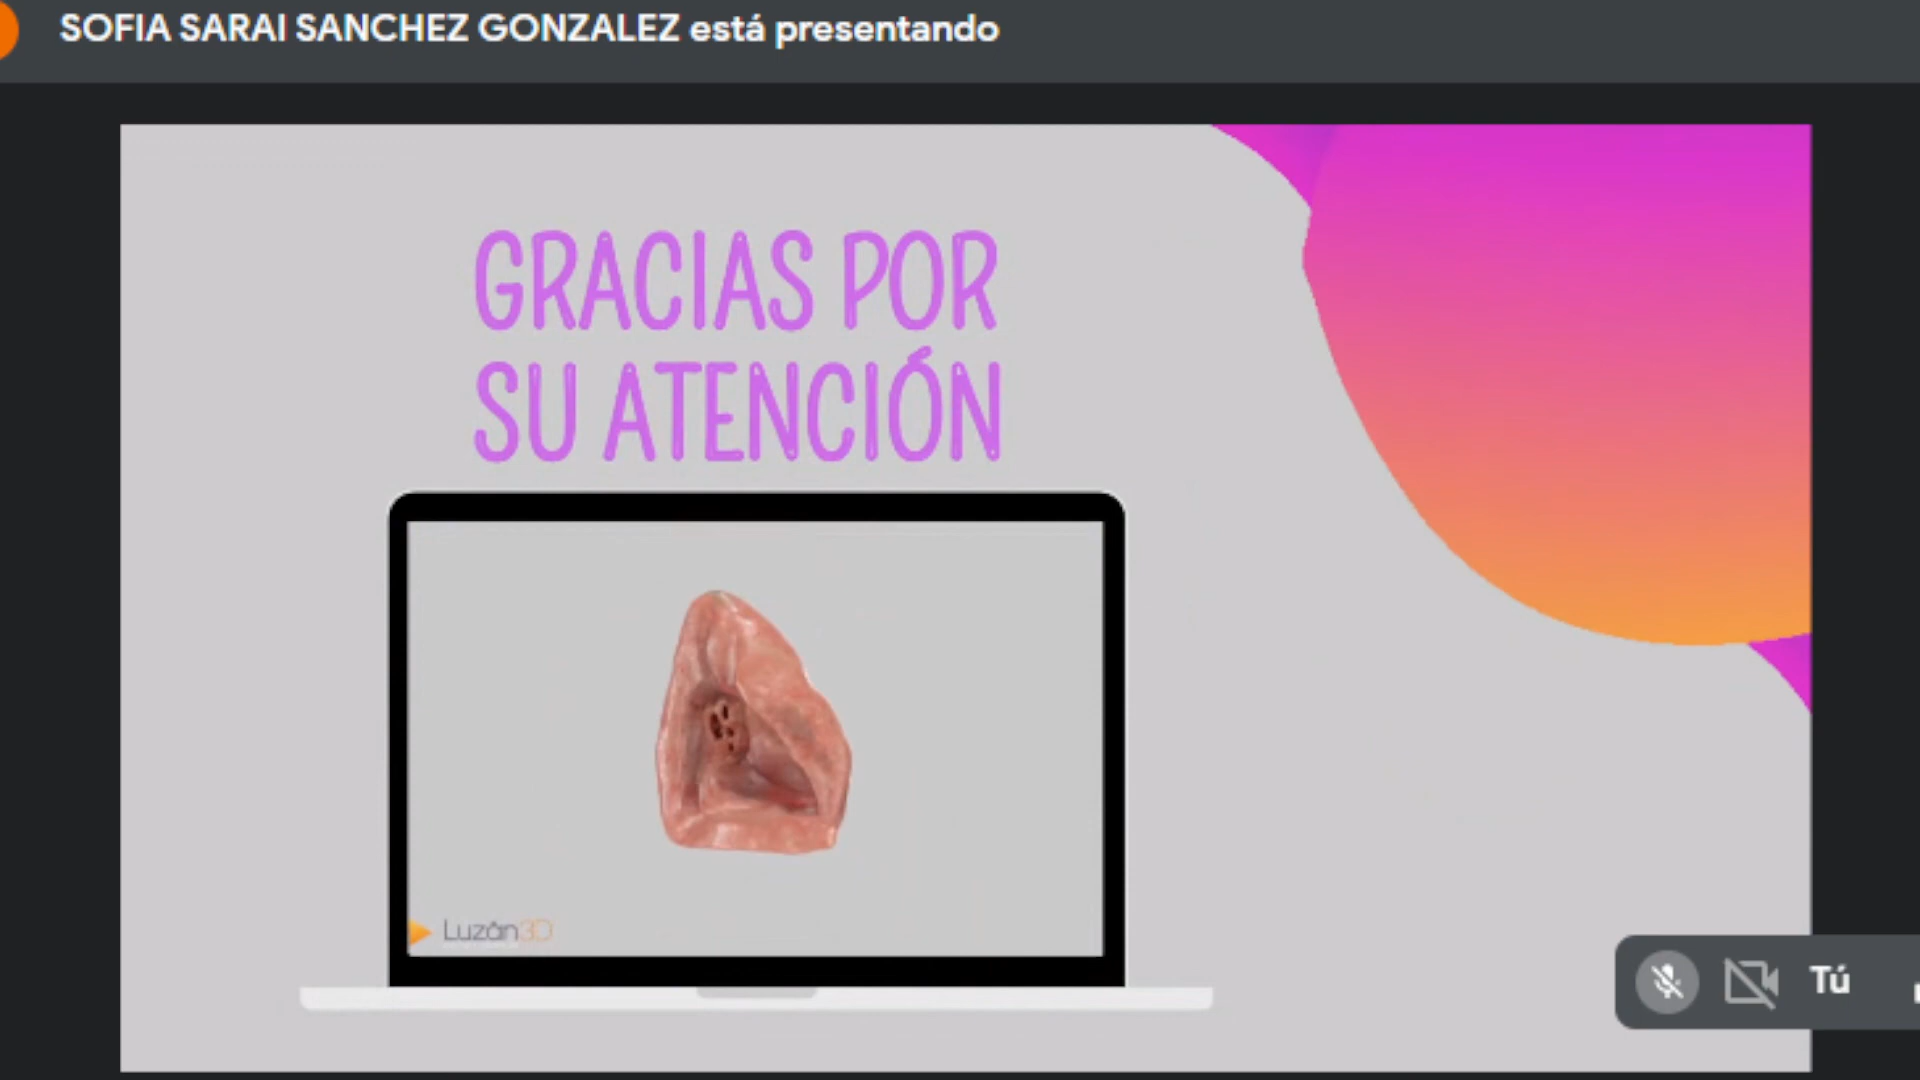 SOFIA SARAI SANCHEZ GONZALEZ está presentando
GRACIAS POR
SU ATENCIÓN
Luzán3D
Tú